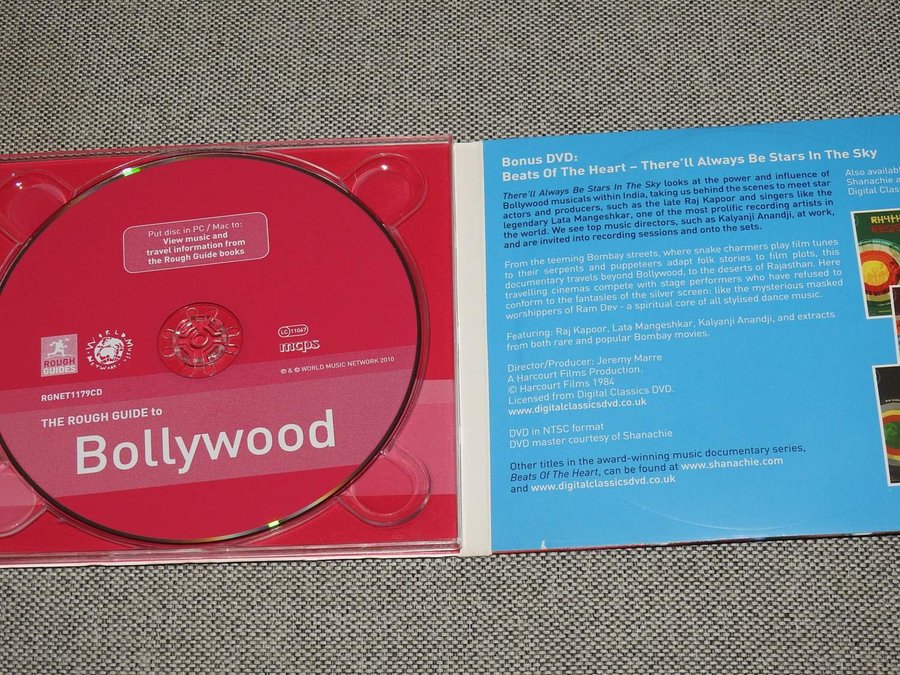 Put disc in PC / Mac to:
View music and
travel information from
the Rough Guide books
ROUGH
GUIDES
WORLD
MUSIC
NETWORK
LC 11067
mcps
℗ & © WORLD MUSIC NETWORK 2010
RGNET1179CD
THE ROUGH GUIDE to
Bollywood
Bonus DVD:
Beats Of The Heart – There'll Always Be Stars In The Sky
There'll Always Be Stars In The Sky looks at the power and influence of
Bollywood musicals within India, taking us behind the scenes to meet star
actors and producers, such as the late Raj Kapoor and singers like the
legendary Lata Mangeshkar, one of the most prolific recording artists in
the world. We see top music directors, such as Kalyanji Anandji, at work,
and are invited into recording sessions and onto the sets.
From the teeming Bombay streets, where snake charmers play film tunes
to their serpents and puppeteers adapt folk stories to film plots, this
documentary travels beyond Bollywood, to the deserts of Rajasthan. Here
travelling cinemas compete with stage performers who have refused to
conform to the fantasies of the silver screen: like the mysterious masked
worshippers of Ram Dev - a spiritual core of all stylised dance music.
Featuring: Raj Kapoor, Lata Mangeshkar, Kalyanji Anandji, and extracts
from both rare and popular Bombay movies.
Director/Producer: Jeremy Marre
A Harcourt Films Production.
© Harcourt Films 1984
Licensed from Digital Classics DVD.
www.digitalclassicsdvd.co.uk
DVD in NTSC format
DVD master courtesy of Shanachie
Other titles in the award-winning music documentary series,
Beats Of The Heart, can be found at www.shanachie.com
and www.digitalclassicsdvd.co.uk
Also availabl
Shanachie a
Digital Class
RHYTH
RESIS